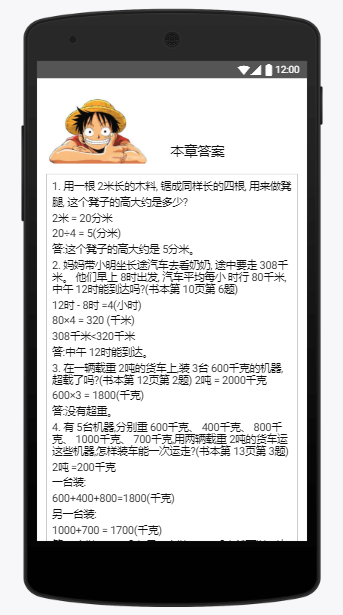 12:00
本章答案
1. 用一根 2米长的木料, 锯成同样长的四根, 用来做凳
腿, 这个凳子的高大约是多少?
2米 = 20分米
20÷4 = 5(分米)
答:这个凳子的高大约是 5分米。
2. 妈妈带小明坐长途汽车去看奶奶, 途中要走 308千
米。 他们早上 8时出发, 汽车平均每小 时行 80千米,
中午 12时能到达吗?(书本第 10页第 6题)
12时 - 8时 =4(小时)
80×4 = 320 (千米)
308千米<320千米
答:中午 12时能到达。
3. 在一辆载重 2吨的货车上,装 3台 600千克的机器,
超载了吗?(书本第 12页第 2题) 2吨 = 2000千克
600×3 = 1800(千克)
答:没有超重。
4. 有 5台机器,分别重 600千克、 400千克、 800千
克、 1000千克、 700千克,用两辆载重 2吨的货车运
这些机器,怎样装车能一次运走?(书本第 13页第 3题)
2吨 =200千克
一台装:
600+400+800=1800(千克)
另一台装:
1000+700 = 1700(千克)